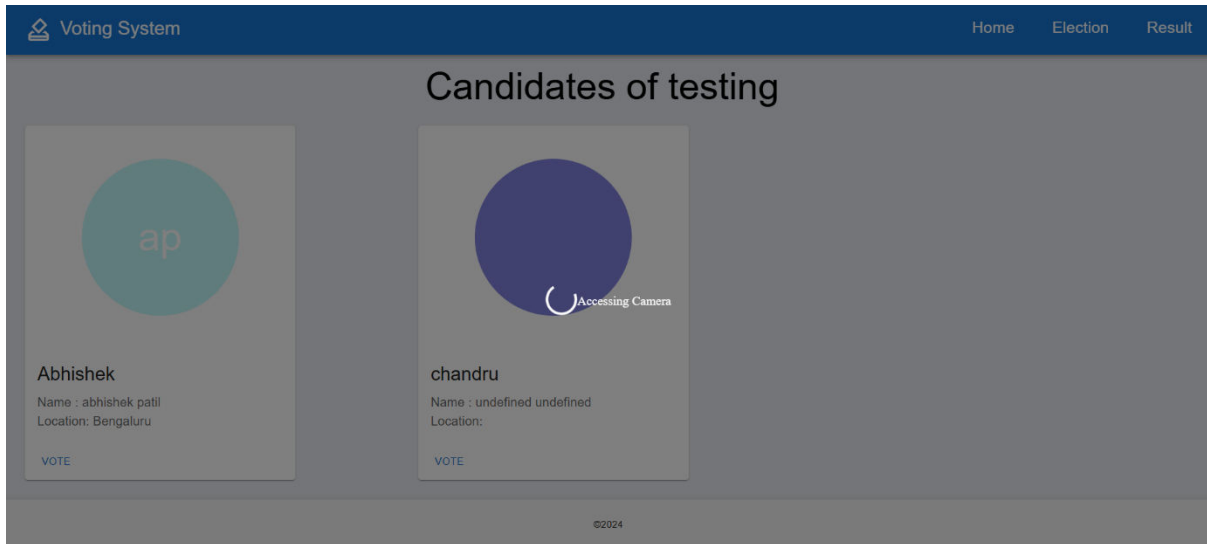 Voting System Home Election Result
Candidates of testing
ap
Accessing Camera
Abhishek
Name : abhishek patil
Location: Bengaluru
VOTE
chandru
Name : undefined undefined
Location:
VOTE
©2024